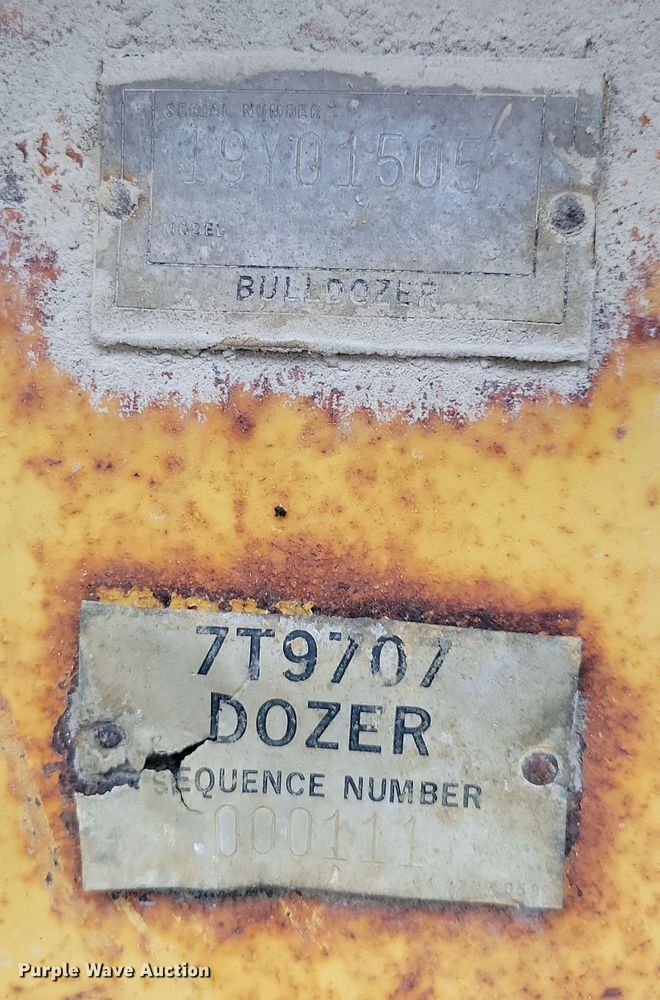 SERIAL NUMBER
19Y01505
MODEL
BULLDOZER
7T9707
DOZER
SEQUENCE NUMBER
000111
Purple Wave Auction